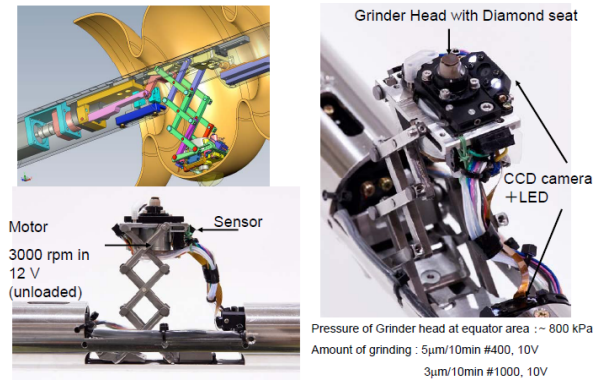 Grinder Head with Diamond seat
CCD camera
+LED
Sensor
Motor
3000 rpm in
12 V
(unloaded)
Pressure of Grinder head at equator area :~ 800 kPa
Amount of grinding : 5μm/10min #400, 10V
3μm/10min #1000, 10V